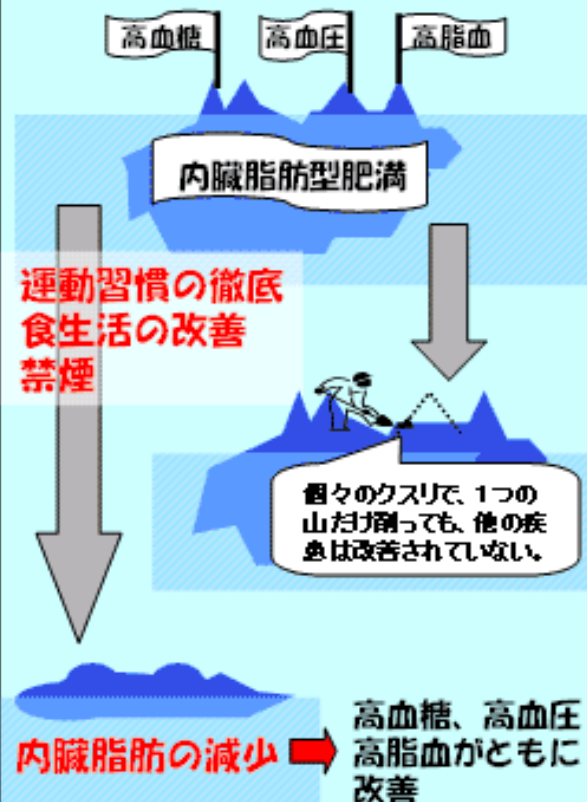 高血糖
高血圧
高脂血
内臓脂肪型肥満
運動習慣の徹底
食生活の改善
禁煙
個々のクスリで、1つの
山だけ削っても、他の疾
患は改善されていない。
内臓脂肪の減少
高血糖、高血圧
高脂血がともに
改善